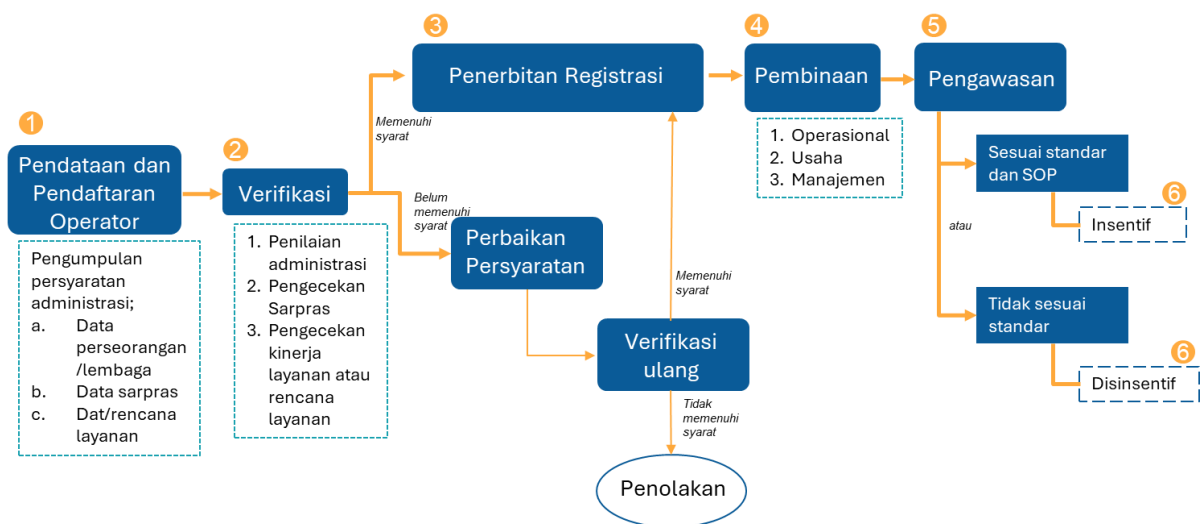 1
Pendataan dan
Pendaftaran
Operator
Pengumpulan
persyaratan
administrasi;
a. Data
perseorangan
/lembaga
b. Data sarpras
c. Dat/rencana
layanan
2
Verifikasi
1. Penilaian
administrasi
2. Pengecekan
Sarpras
3. Pengecekan
kinerja
layanan atau
rencana
layanan
Memenuhi
syarat
Belum
memenuhi
syarat
3
Penerbitan Registrasi
Perbaikan
Persyaratan
Verifikasi
ulang
Memenuhi
syarat
Tidak
memenuhi
syarat
Penolakan
4
Pembinaan
1. Operasional
2. Usaha
3. Manajemen
5
Pengawasan
atau
Sesuai standar
dan SOP
6
Insentif
Tidak sesuai
standar
6
Disinsentif